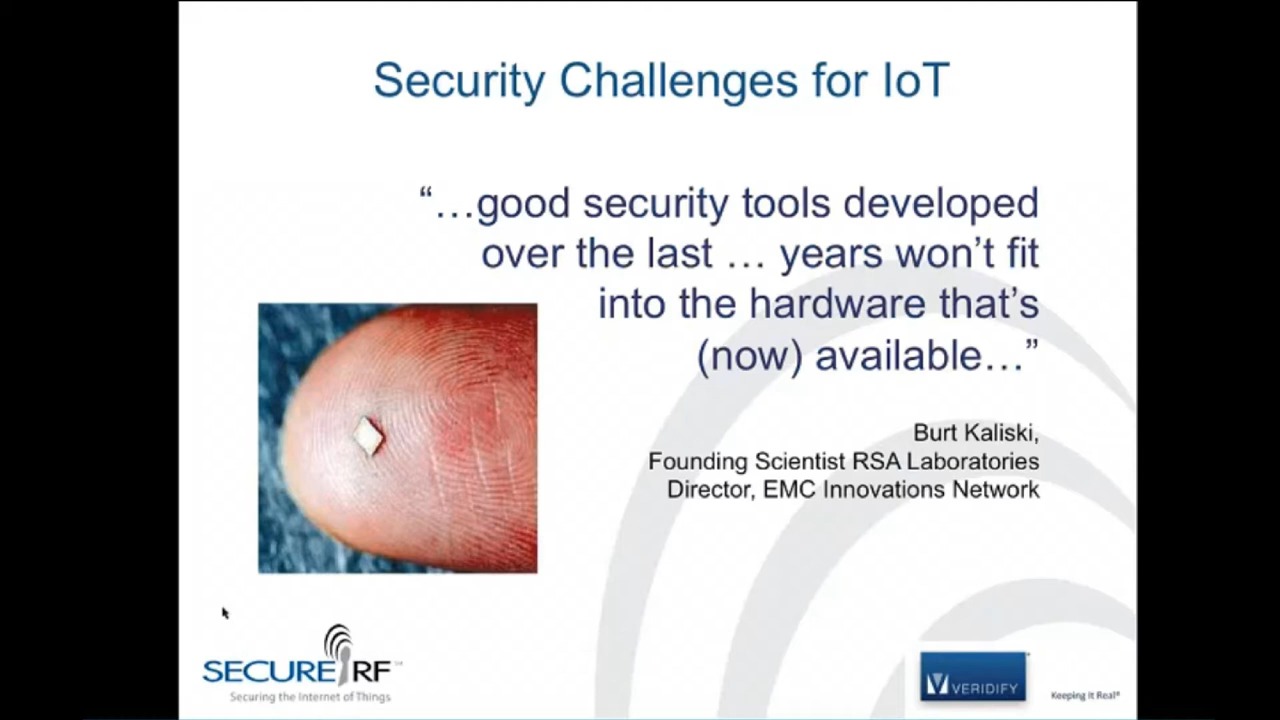 Security Challenges for IoT
“…good security tools developed
over the last … years won’t fit
into the hardware that’s
(now) available…”
Burt Kaliski,
Founding Scientist RSA Laboratories
Director, EMC Innovations Network
SECURE RF
Securing the Internet of Things
VERIDIFY
Keeping it Real®